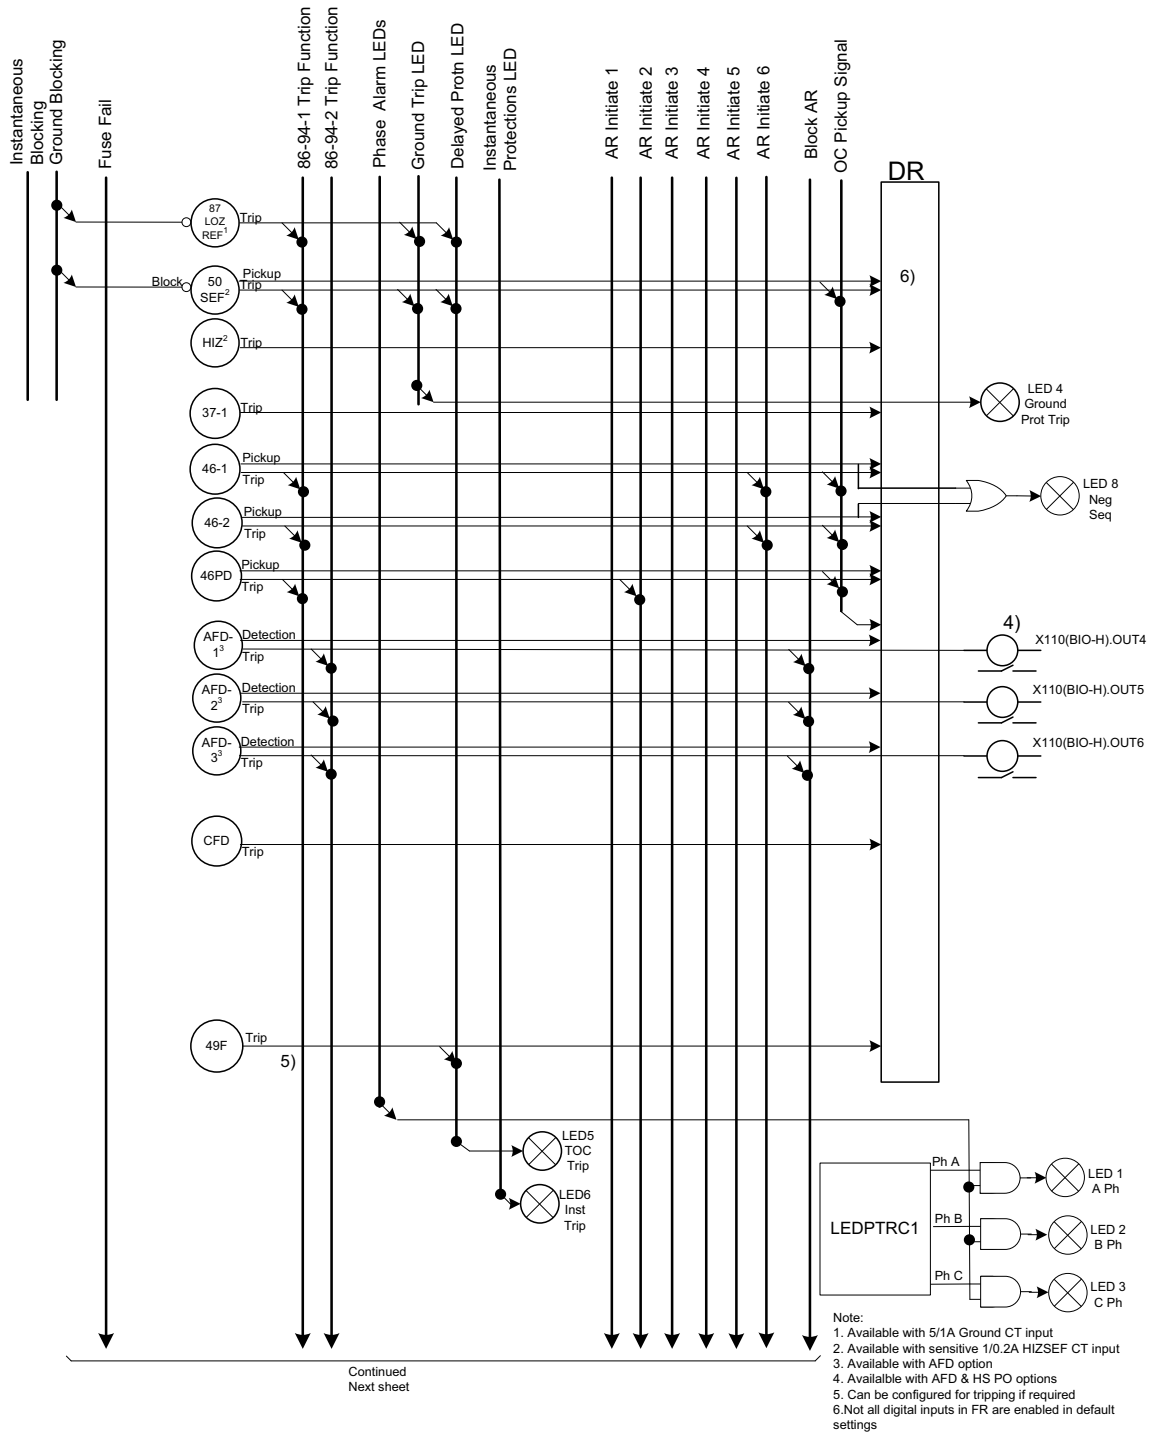 Instantaneous
Blocking
Ground Blocking
Fuse Fail
86-94-1 Trip Function
86-94-2 Trip Function
Phase Alarm LEDs
Ground Trip LED
Delayed Protn LED
Instantaneous
Protections LED
AR Initiate 1
AR Initiate 2
AR Initiate 3
AR Initiate 4
AR Initiate 5
AR Initiate 6
Block AR
OC Pickup Signal
DR
87
LOZ
REF1
Trip
Block
50
SEF2
Pickup
Trip
6)
HIZ2
Trip
37-1
Trip
LED 4
Ground
Prot Trip
46-1
Pickup
Trip
LED 8
Neg
Seq
46-2
Pickup
Trip
46PD
Pickup
Trip
AFD-
13
Detection
Trip
4)
X110(BIO-H).OUT4
AFD-
23
Detection
Trip
X110(BIO-H).OUT5
AFD-
33
Detection
Trip
X110(BIO-H).OUT6
CFD
Trip
49F
Trip
5)
LED5
TOC
Trip
LED6
Inst
Trip
LEDPTRC1
Ph A
LED 1
A Ph
Ph B
LED 2
B Ph
Ph C
LED 3
C Ph
Continued
Next sheet
Note:
1. Available with 5/1A Ground CT input
2. Available with sensitive 1/0.2A HIZSEF CT input
3. Available with AFD option
4. Availalble with AFD & HS PO options
5. Can be configured for tripping if required
6.Not all digital inputs in FR are enabled in default
settings